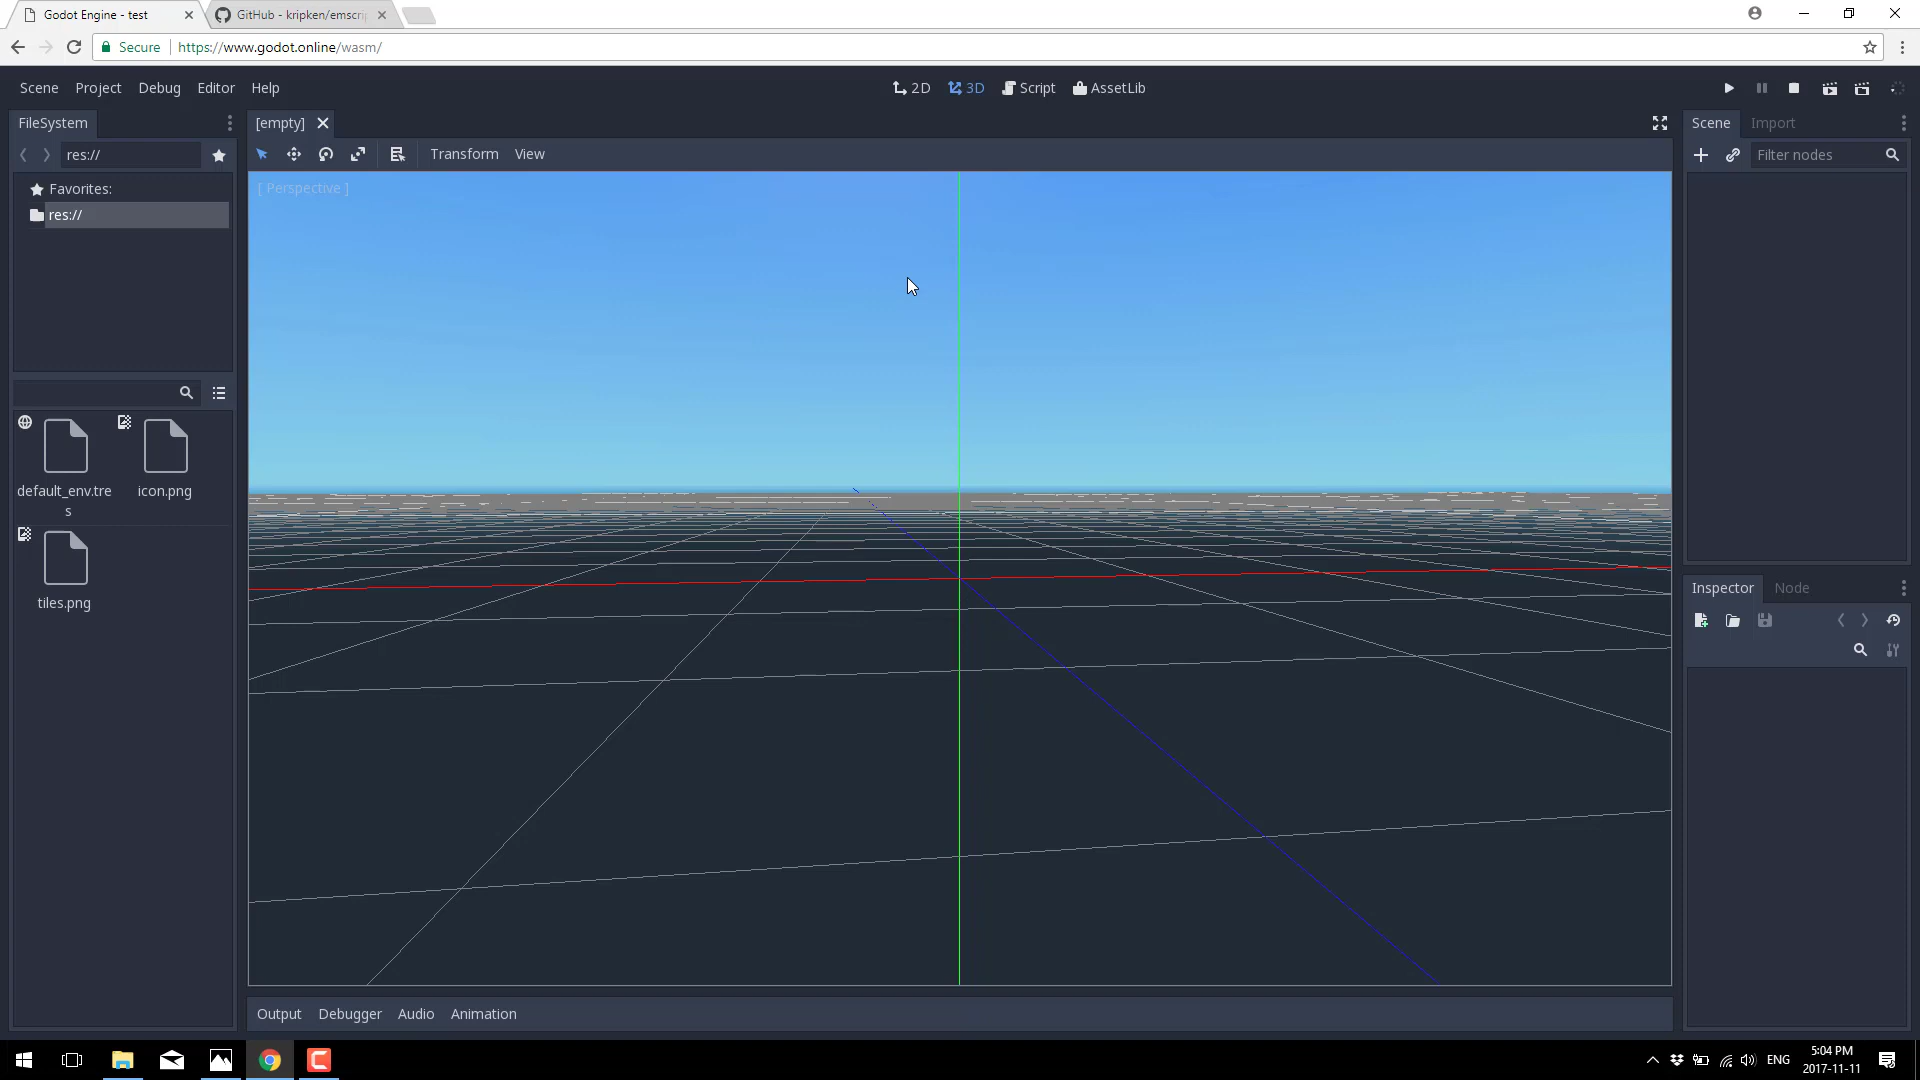 Godot Engine - test
GitHub - kripken/emscrip
Secure
https://www.godot.online/wasm/
Scene Project Debug Editor Help
2D 3D Script AssetLib
FileSystem
[empty]
Scene Import
res://
Transform View
Filter nodes
[ Perspective ]
Favorites:
res://
default_env.tre
s
icon.png
tiles.png
Inspector Node
Output Debugger Audio Animation
ENG
5:04 PM
2017-11-11